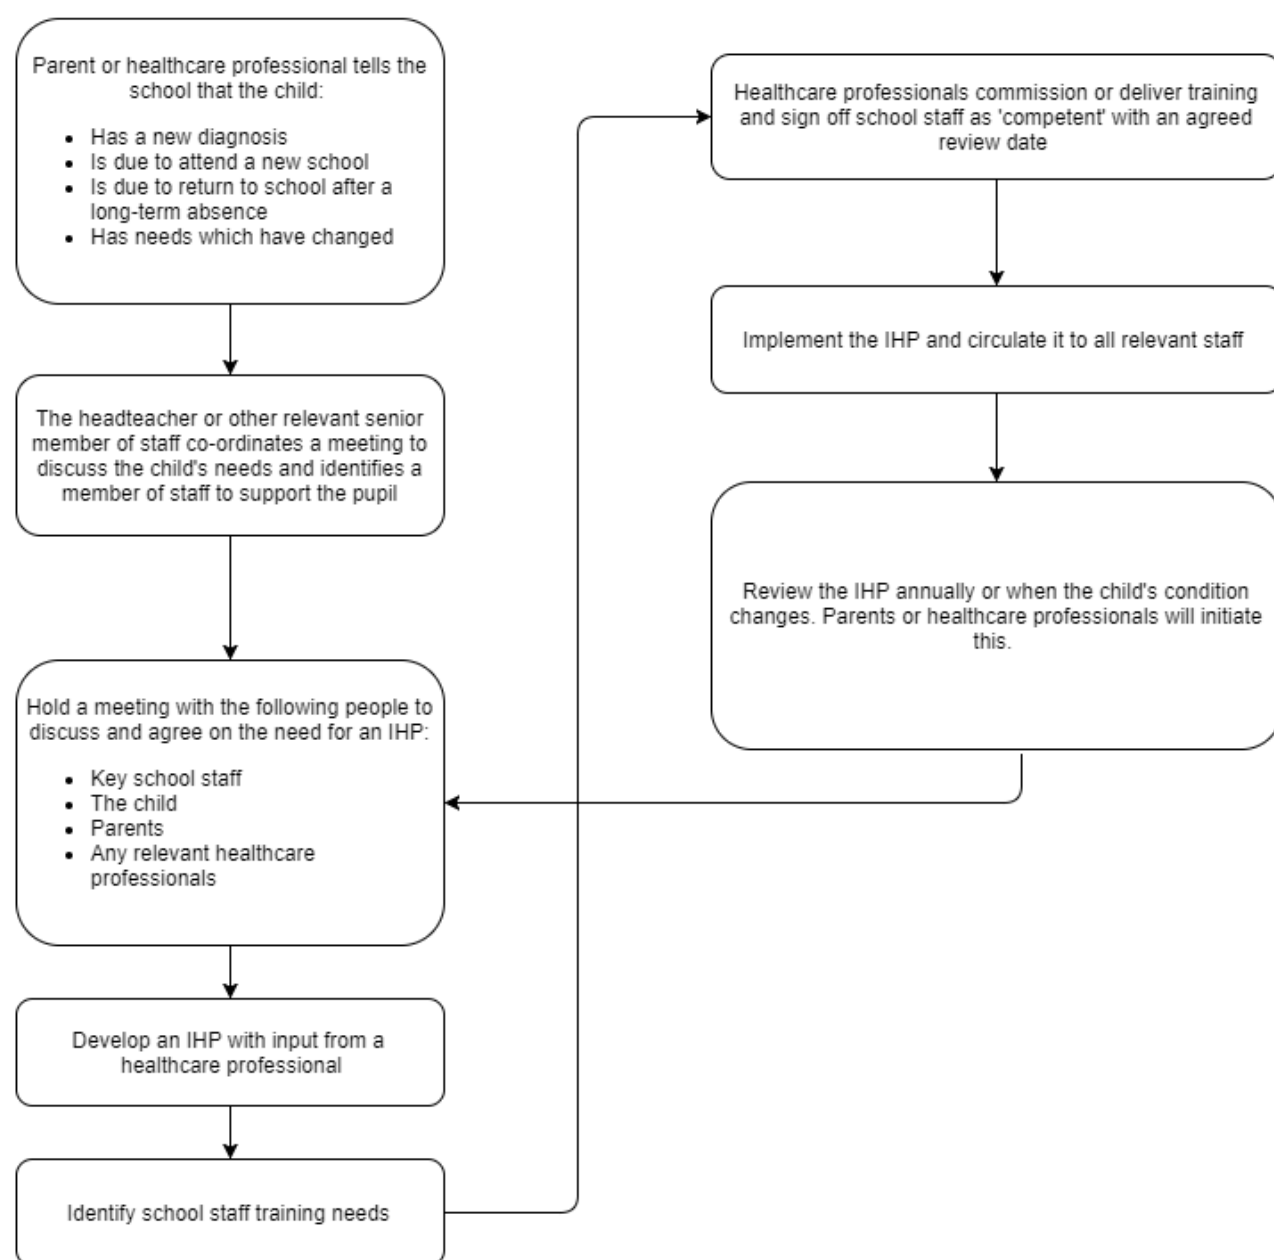 Parent or healthcare professional tells the
school that the child:
• Has a new diagnosis
• Is due to attend a new school
• Is due to return to school after a
long-term absence
• Has needs which have changed
The headteacher or other relevant senior
member of staff co-ordinates a meeting to
discuss the child's needs and identifies a
member of staff to support the pupil
Hold a meeting with the following people to
discuss and agree on the need for an IHP:
• Key school staff
• The child
• Parents
• Any relevant healthcare
professionals
Develop an IHP with input from a
healthcare professional
Identify school staff training needs
Healthcare professionals commission or deliver training
and sign off school staff as 'competent' with an agreed
review date
Implement the IHP and circulate it to all relevant staff
Review the IHP annually or when the child's condition
changes. Parents or healthcare professionals will initiate
this.